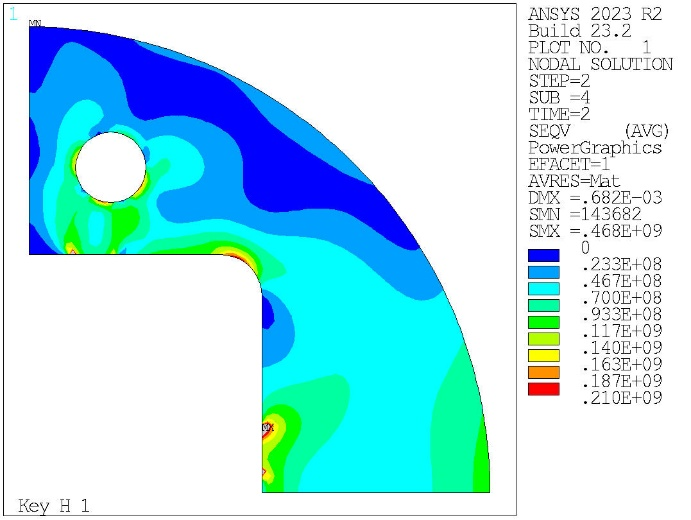 1
MN
MX
Key H 1
ANSYS 2023 R2
Build 23.2
PLOT NO. 1
NODAL SOLUTION
STEP=2
SUB =4
TIME=2
SEQV (AVG)
PowerGraphics
EFACET=1
AVRES=Mat
DMX =.682E-03
SMN =143682
SMX =.468E+09
0
.233E+08
.467E+08
.700E+08
.933E+08
.117E+09
.140E+09
.163E+09
.187E+09
.210E+09